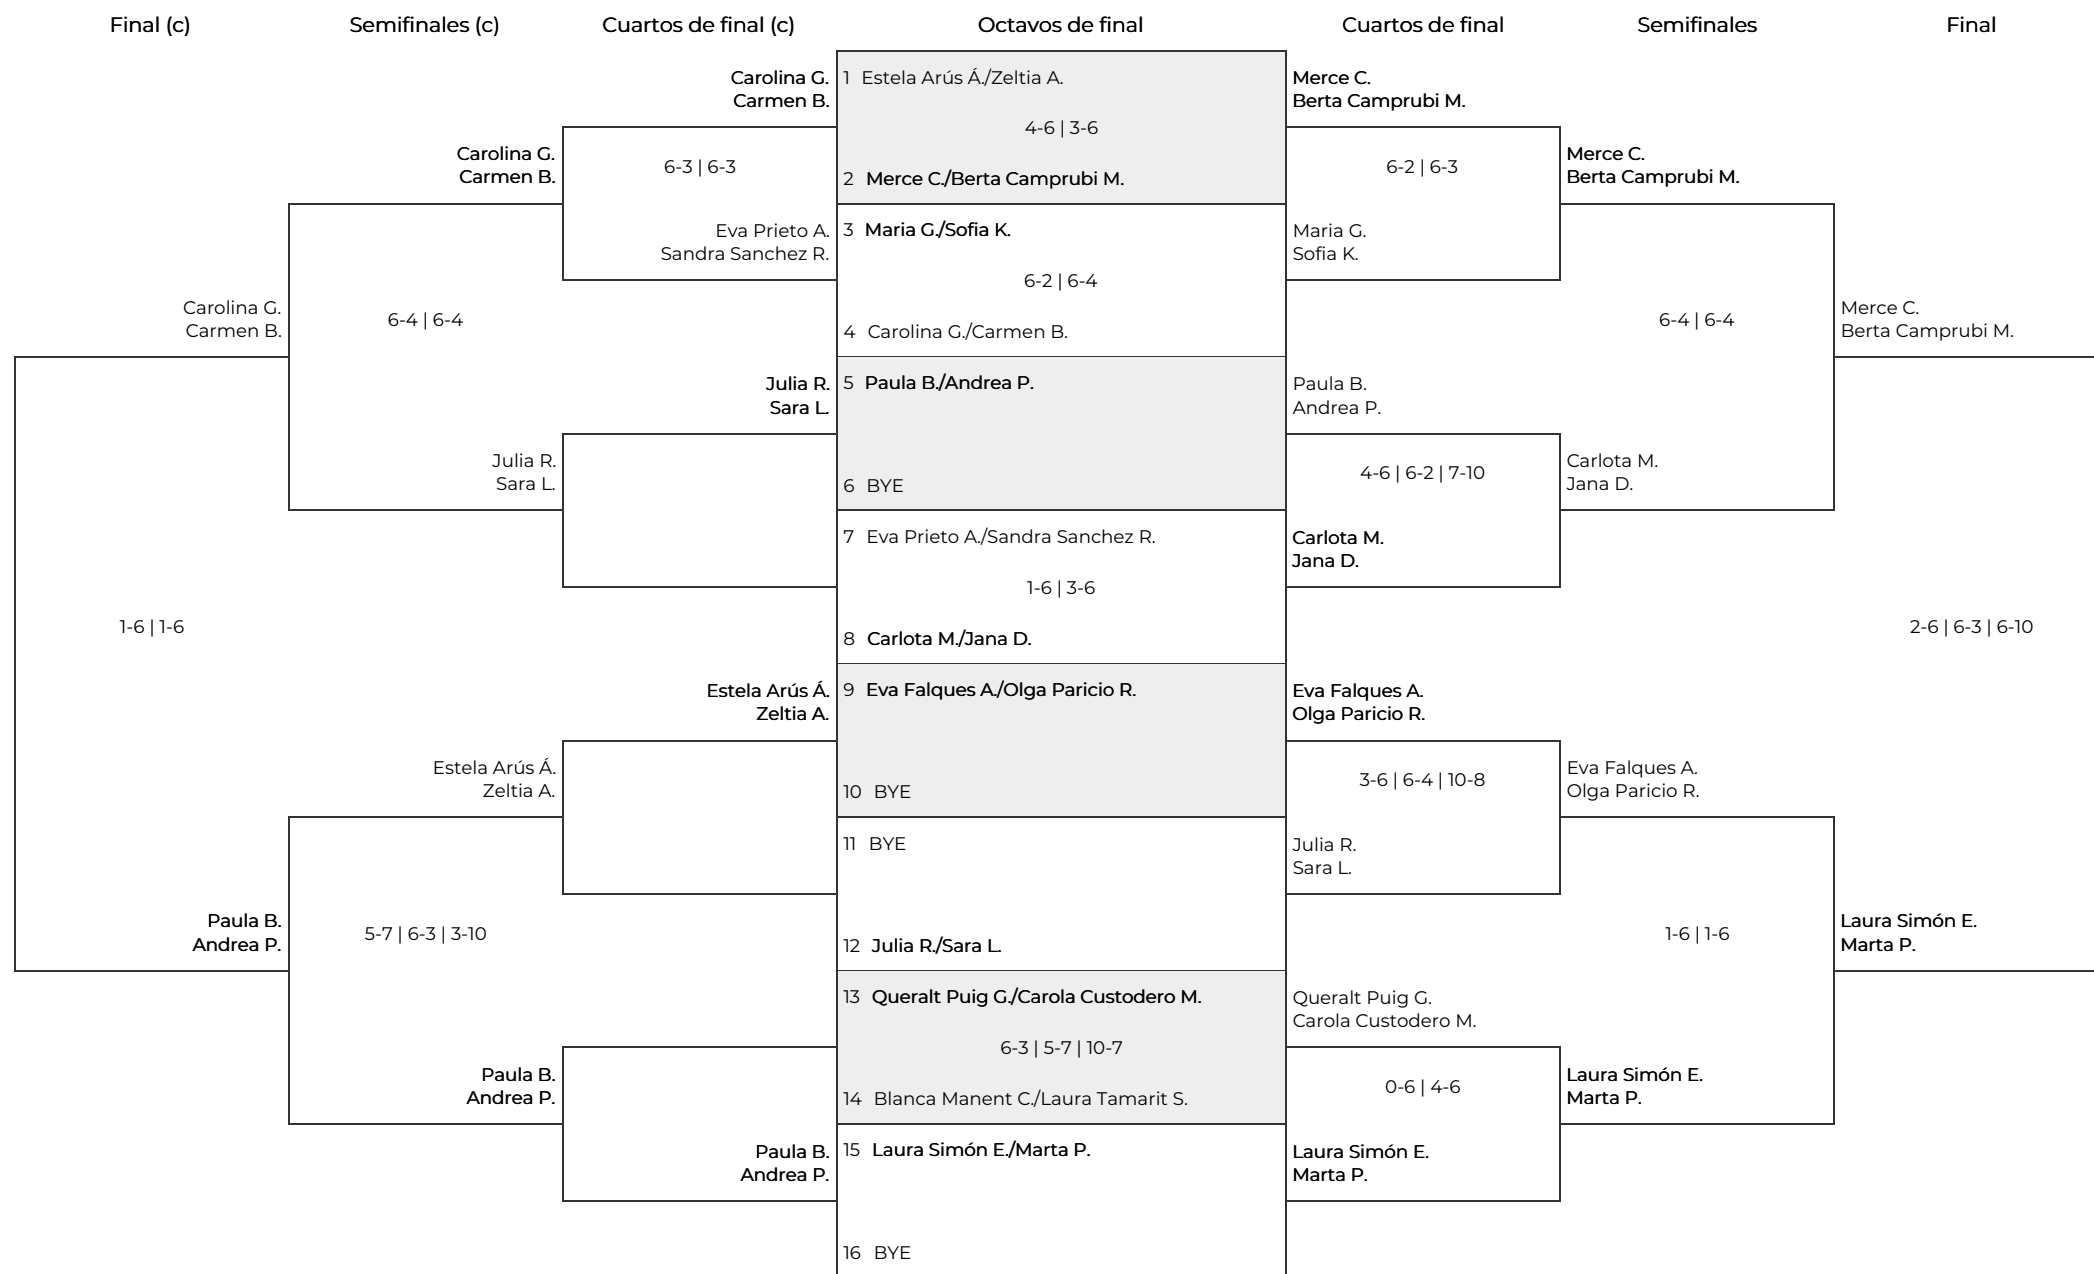 Final (c)
Semifinales (c)
Cuartos de final (c)
Octavos de final
Cuartos de final
Semifinales
Final
Carolina G.
Carmen B.
6-3 | 6-3
Eva Prieto A.
Sandra Sanchez R.
Carolina G.
Carmen B.
6-4 | 6-4
Julia R.
Sara L.
Julia R.
Sara L.
Carolina G.
Carmen B.
1-6 | 1-6
Paula B.
Andrea P.
Estela Arús Á.
Zeltia A.
Estela Arús Á.
Zeltia A.
5-7 | 6-3 | 3-10
Paula B.
Andrea P.
Paula B.
Andrea P.
1 Estela Arús Á./Zeltia A.
4-6 | 3-6
2 Merce C./Berta Camprubi M.
3 Maria G./Sofia K.
6-2 | 6-4
4 Carolina G./Carmen B.
5 Paula B./Andrea P.
6 BYE
7 Eva Prieto A./Sandra Sanchez R.
1-6 | 3-6
8 Carlota M./Jana D.
9 Eva Falques A./Olga Paricio R.
10 BYE
11 BYE
12 Julia R./Sara L.
13 Queralt Puig G./Carola Custodero M.
6-3 | 5-7 | 10-7
14 Blanca Manent C./Laura Tamarit S.
15 Laura Simón E./Marta P.
16 BYE
Merce C.
Berta Camprubi M.
6-2 | 6-3
Maria G.
Sofia K.
Paula B.
Andrea P.
4-6 | 6-2 | 7-10
Carlota M.
Jana D.
Eva Falques A.
Olga Paricio R.
3-6 | 6-4 | 10-8
Julia R.
Sara L.
Queralt Puig G.
Carola Custodero M.
0-6 | 4-6
Laura Simón E.
Marta P.
Merce C.
Berta Camprubi M.
6-4 | 6-4
Carlota M.
Jana D.
Eva Falques A.
Olga Paricio R.
1-6 | 1-6
Laura Simón E.
Marta P.
Merce C.
Berta Camprubi M.
2-6 | 6-3 | 6-10
Laura Simón E.
Marta P.